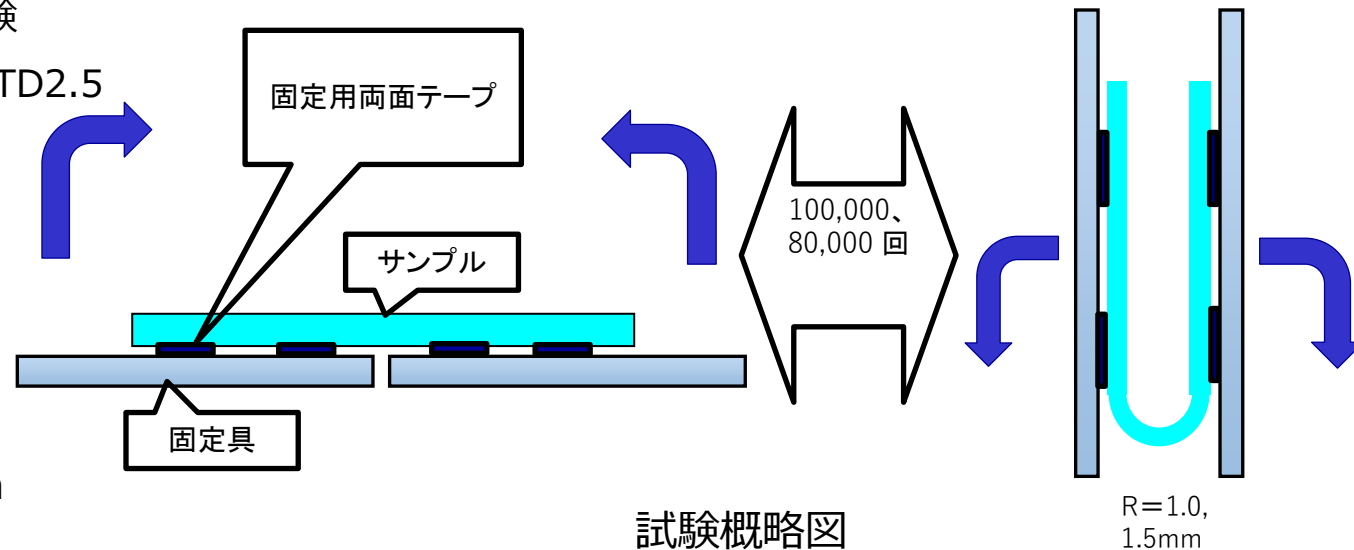 験
TD2.5
固定用両面テープ
サンプル
固定具
100,000、
80,000 回
試験概略図
R＝1.0,
1.5mm